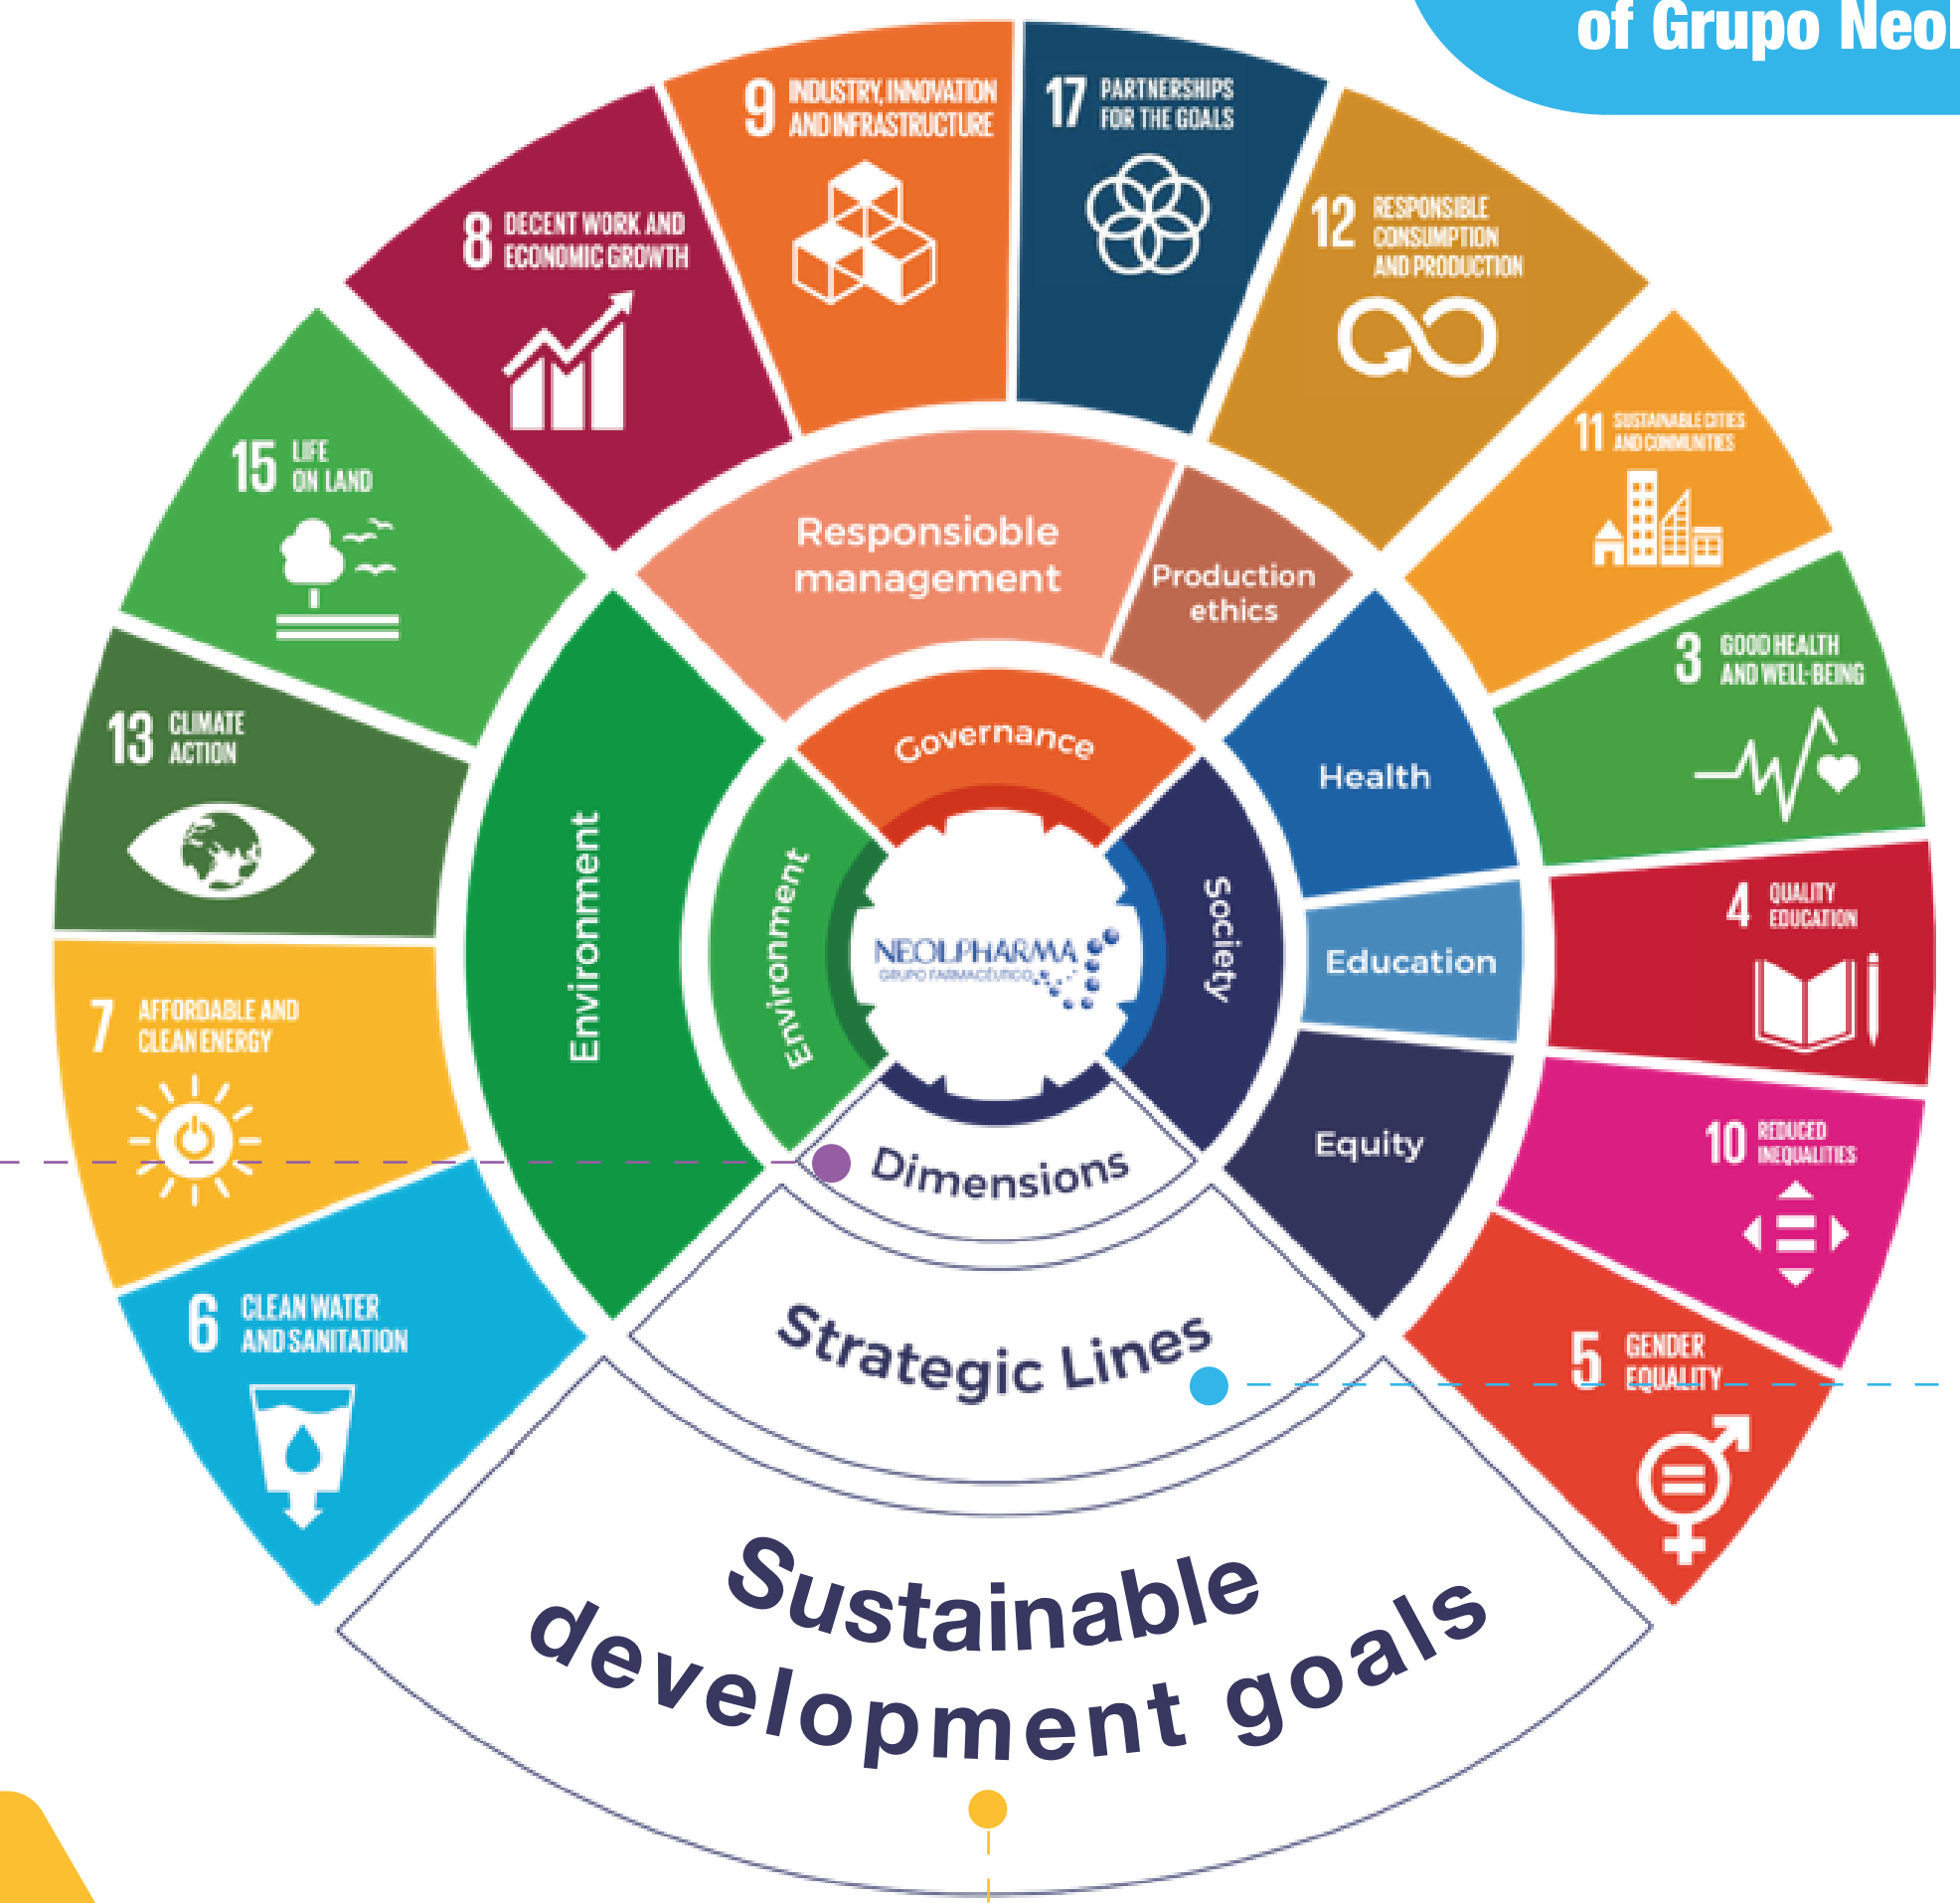 of Grupo Neol
9 INDUSTRY, INNOVATION
AND INFRASTRUCTURE
17 PARTNERSHIPS
FOR THE GOALS
8 DECENT WORK AND
ECONOMIC GROWTH
12 RESPONSIBLE
CONSUMPTION
AND PRODUCTION
15 LIFE
ON LAND
11 SUSTAINABLE CITIES
AND COMMUNITIES
13 CLIMATE
ACTION
3 GOOD HEALTH
AND WELL-BEING
7 AFFORDABLE AND
CLEAN ENERGY
4 QUALITY
EDUCATION
6 CLEAN WATER
AND SANITATION
10 REDUCED
INEQUALITIES
5 GENDER
EQUALITY
Responsioble
management
Production
ethics
Environment
Health
Education
Equity
Governance
Environment
Society
NEOLPHARMA
GRUPO FARMACÉUTICO
Dimensions
Strategic Lines
Sustainable
development goals